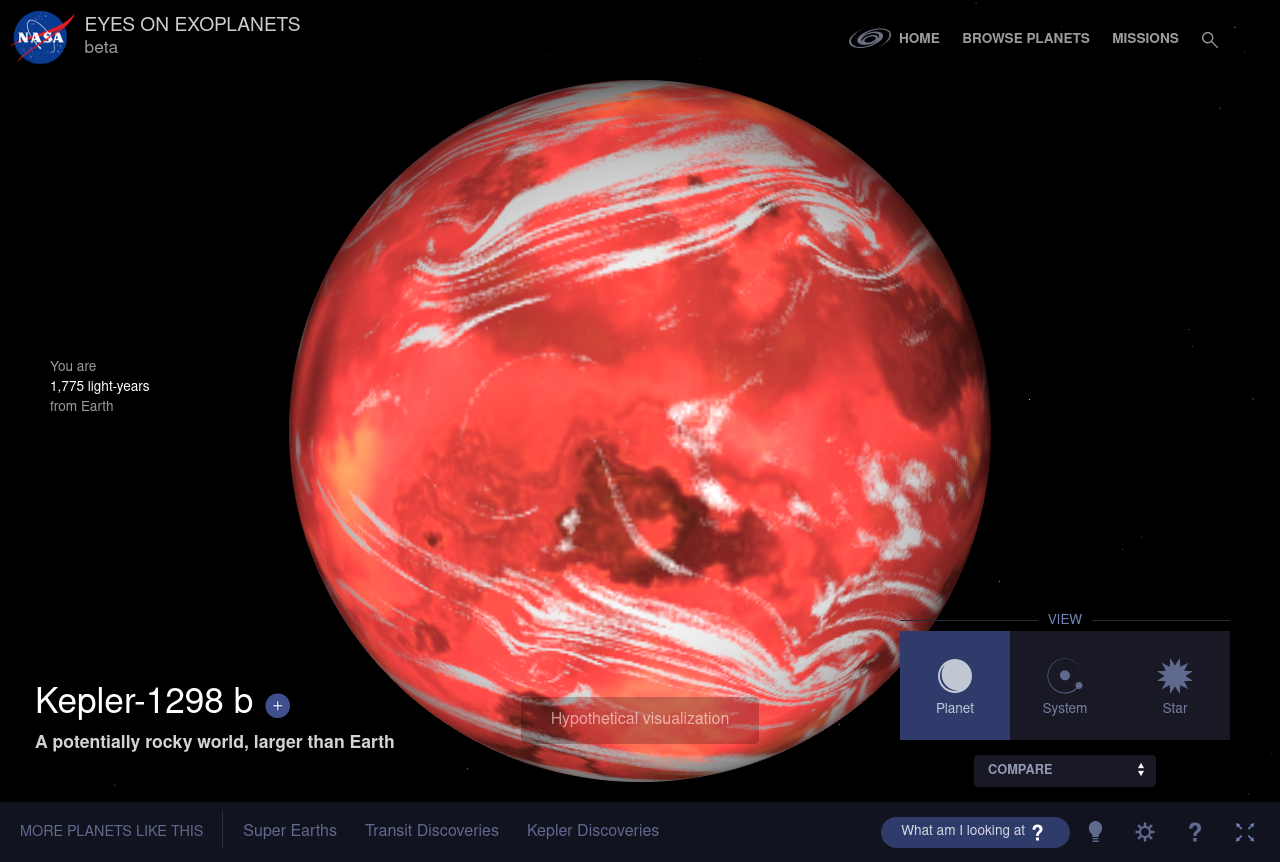 NASA
EYES ON EXOPLANETS
beta
HOME
BROWSE PLANETS
MISSIONS
You are
1,775 light-years
from Earth
VIEW
Planet
System
Star
Kepler-1298 b +
A potentially rocky world, larger than Earth
Hypothetical visualization
COMPARE
MORE PLANETS LIKE THIS
Super Earths
Transit Discoveries
Kepler Discoveries
What am I looking at ?
?